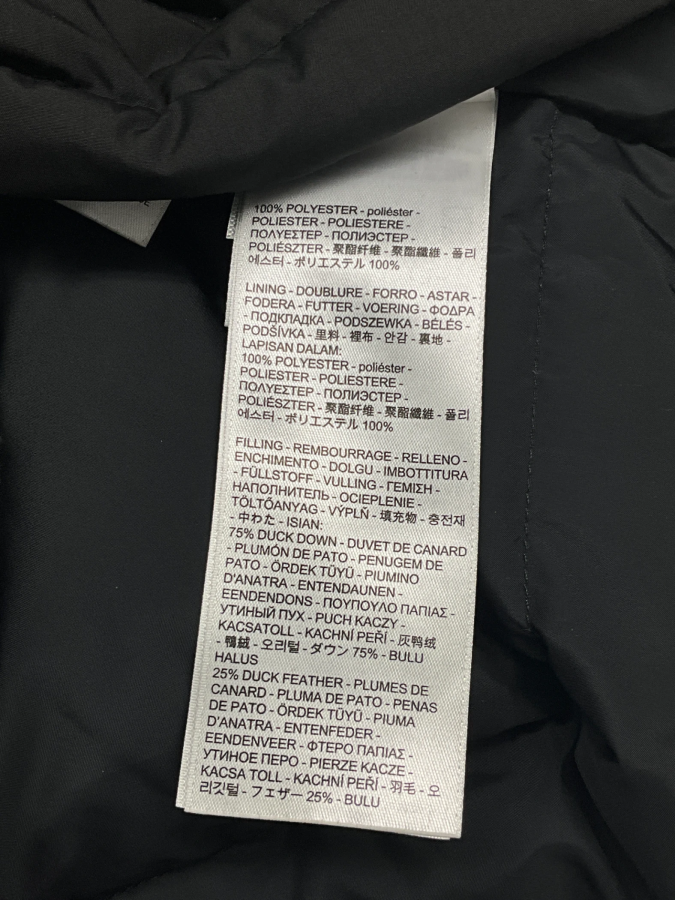 100% POLYESTER - poliéster -
POLIESTER - POLIESTERE -
ΠΟΛΥΕΣΤΕΡ - ПОЛИЭСТЕР -
POLIÉSZTER - 聚酯纤维 - 聚酯纖維 - 폴리
에스터 - ポリエステル 100%
LINING - DOUBLURE - FORRO - ASTAR -
FODERA - FUTTER - VOERING - ΦΟΔΡΑ
- ПОДКЛАДКА - PODSZEWKA - BÉLÉS -
PODŠÍVKA - 里料 - 裡布 - 안감 - 裏地 -
LAPISAN DALAM:
100% POLYESTER - poliéster -
POLIESTER - POLIESTERE -
ΠΟΛΥΕΣΤΕΡ - ПОЛИЭСТЕР -
POLIÉSZTER - 聚酯纤维 - 聚酯纖維 - 폴리
에스터 - ポリエステル 100%
FILLING - REMBOURRAGE - RELLENO -
ENCHIMENTO - DOLGU - IMBOTTITURA
- FÜLLSTOFF - VULLING - ΓΕΜΙΣΗ -
НАПОЛНИТЕЛЬ - OCIEPLENIE -
TÖLTŐANYAG - VÝPLŇ - 填充物 - 충전재
- 中わた - ISIAN:
75% DUCK DOWN - DUVET DE CANARD
- PLUMÓN DE PATO - PENUGEM DE
PATO - ÖRDEK TÜYÜ - PIUMINO
D'ANATRA - ENTENDAUNEN -
EENDENDONS - ΠΟΥΠΟΥΛΟ ΠΑΠΙΑΣ -
УТИНЫЙ ПУХ - PUCH KACZY -
KACSATOLL - KACHNÍ PEŘÍ - 灰鸭绒
- 鴨絨 - 오리털 - ダウン 75% - BULU
HALUS
25% DUCK FEATHER - PLUMES DE
CANARD - PLUMA DE PATO - PENAS
DE PATO - ÖRDEK TÜYÜ - PIUMA
D'ANATRA - ENTENFEDER -
EENDENVEER - ΦΤΕΡΟ ΠΑΠΙΑΣ -
УТИНОЕ ПЕРО - PIERZE KACZE -
KACSA TOLL - KACHNÍ PEŘÍ - 羽毛 - 오
리깃털 - フェザー 25% - BULU